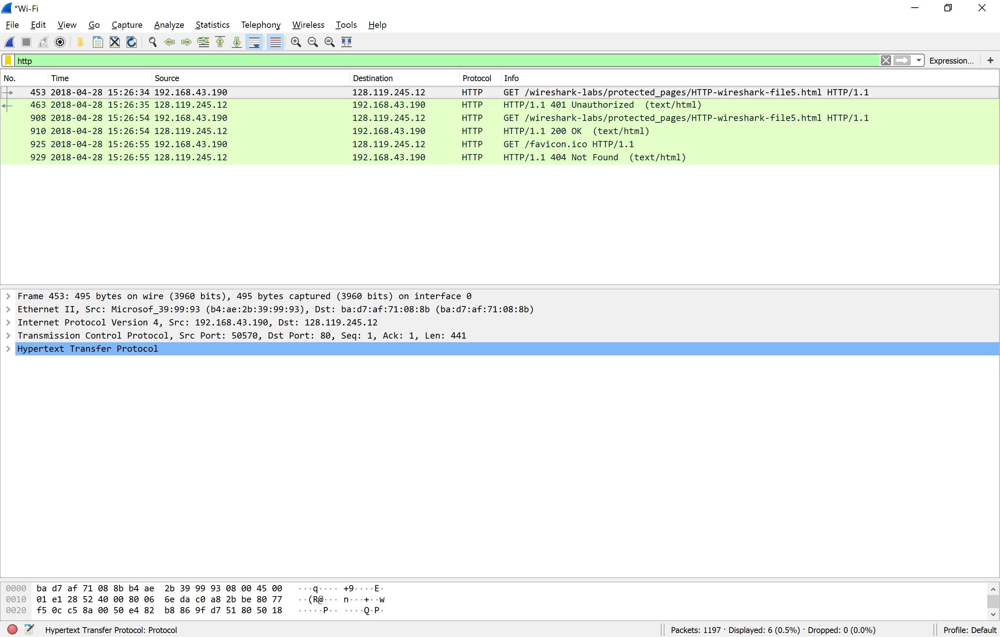 *Wi-Fi
File Edit View Go Capture Analyze Statistics Telephony Wireless Tools Help
http Expression... +
No. Time Source Destination Protocol Info
453 2018-04-28 15:26:34 192.168.43.190 128.119.245.12 HTTP GET /wireshark-labs/protected_pages/HTTP-wireshark-file5.html HTTP/1.1
463 2018-04-28 15:26:35 128.119.245.12 192.168.43.190 HTTP HTTP/1.1 401 Unauthorized (text/html)
908 2018-04-28 15:26:54 192.168.43.190 128.119.245.12 HTTP GET /wireshark-labs/protected_pages/HTTP-wireshark-file5.html HTTP/1.1
910 2018-04-28 15:26:54 128.119.245.12 192.168.43.190 HTTP HTTP/1.1 200 OK (text/html)
925 2018-04-28 15:26:55 192.168.43.190 128.119.245.12 HTTP GET /favicon.ico HTTP/1.1
929 2018-04-28 15:26:55 128.119.245.12 192.168.43.190 HTTP HTTP/1.1 404 Not Found (text/html)
Frame 453: 495 bytes on wire (3960 bits), 495 bytes captured (3960 bits) on interface 0
Ethernet II, Src: Microsof_39:99:93 (b4:ae:2b:39:99:93), Dst: ba:d7:af:71:08:8b (ba:d7:af:71:08:8b)
Internet Protocol Version 4, Src: 192.168.43.190, Dst: 128.119.245.12
Transmission Control Protocol, Src Port: 50570, Dst Port: 80, Seq: 1, Ack: 1, Len: 441
Hypertext Transfer Protocol
0000 ba d7 af 71 08 8b b4 ae 2b 39 99 93 08 00 45 00 ···q···· +9····E·
0010 01 e1 28 52 40 00 80 06 6e da c0 a8 2b be 80 77 ··(R@··· n···+··w
0020 f5 0c c5 8a 00 50 e4 82 b8 86 9f d7 51 80 50 18 ·····P·· ····Q·P·
Hypertext Transfer Protocol: Protocol Packets: 1197 · Displayed: 6 (0.5%) · Dropped: 0 (0.0%) Profile: Default